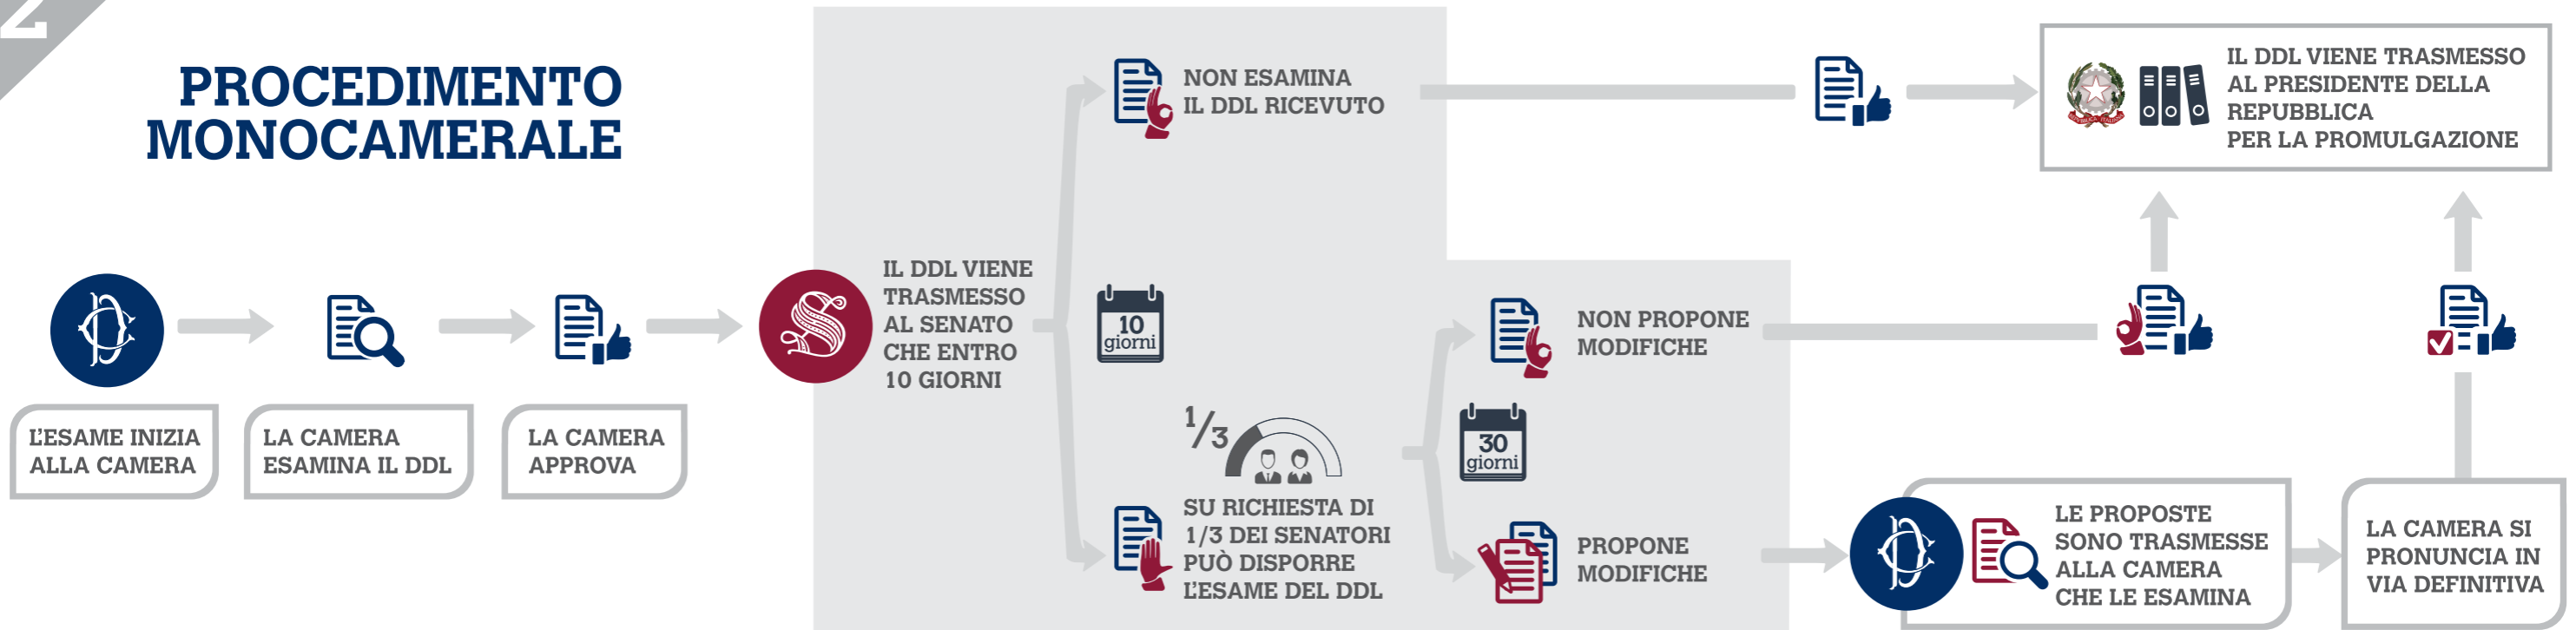 2
PROCEDIMENTO
MONOCAMERALE
L'ESAME INIZIA
ALLA CAMERA
LA CAMERA
ESAMINA IL DDL
LA CAMERA
APPROVA
IL DDL VIENE
TRASMESSO
AL SENATO
CHE ENTRO
10 GIORNI
NON ESAMINA
IL DDL RICEVUTO
10
giorni
1/3
SU RICHIESTA DI
1/3 DEI SENATORI
PUÒ DISPORRE
L'ESAME DEL DDL
NON PROPONE
MODIFICHE
30
giorni
PROPONE
MODIFICHE
LE PROPOSTE
SONO TRASMESSE
ALLA CAMERA
CHE LE ESAMINA
LA CAMERA SI
PRONUNCIA IN
VIA DEFINITIVA
IL DDL VIENE TRASMESSO
AL PRESIDENTE DELLA
REPUBBLICA
PER LA PROMULGAZIONE